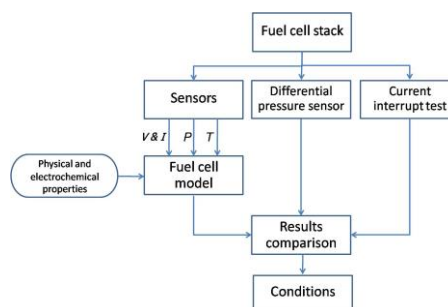 Fuel cell stack
Sensors
Differential
pressure sensor
Current
interrupt test
V & I P T
Physical and
electrochemical
properties
Fuel cell
model
Results
comparison
Conditions